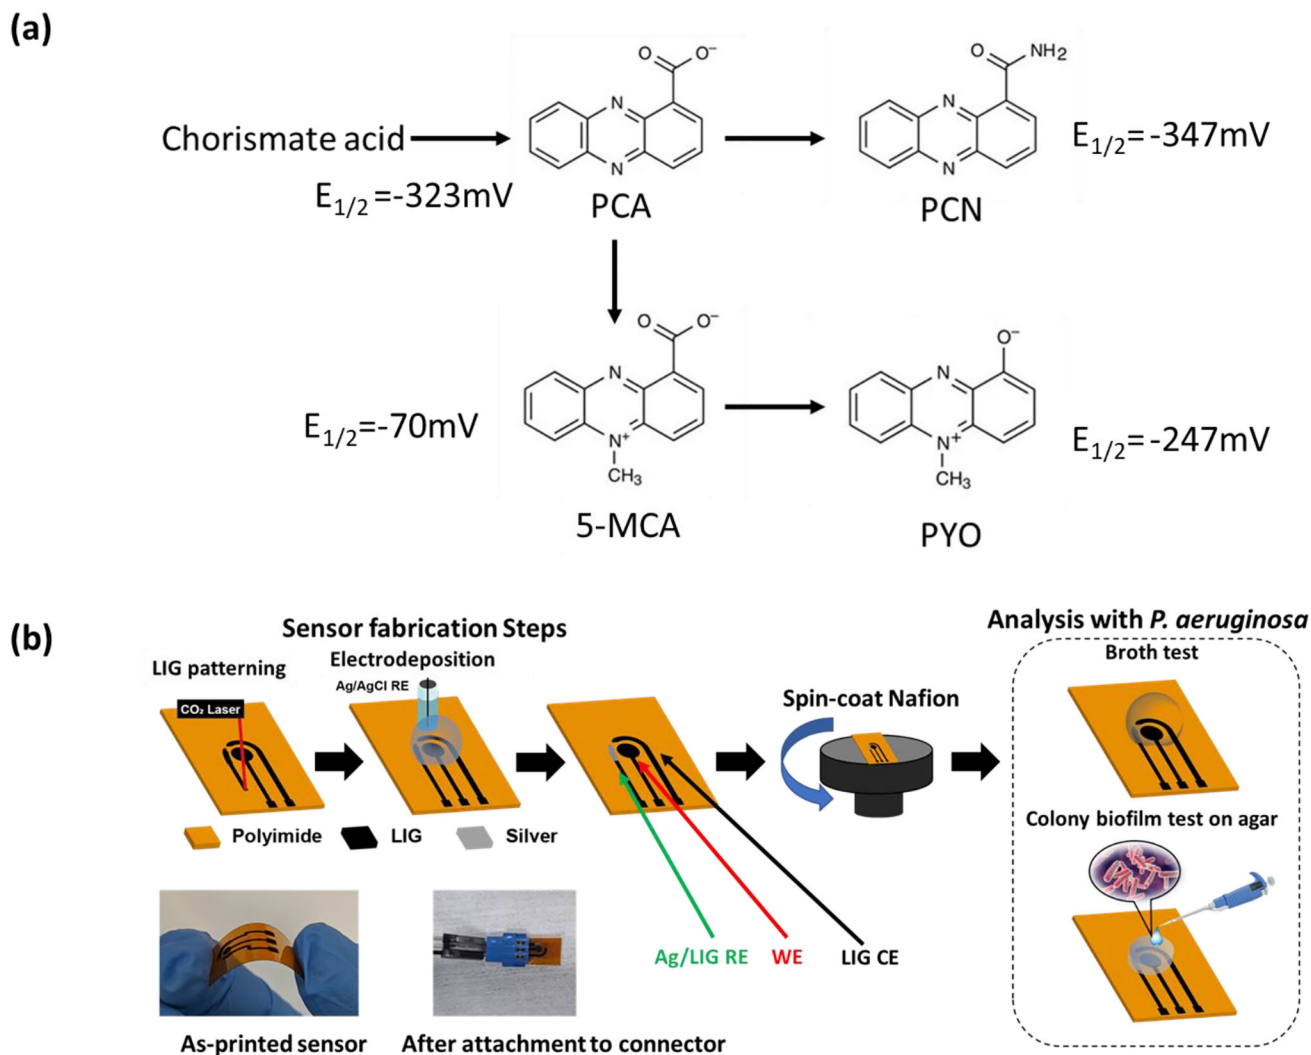 (a)
O
O⁻
N
N
PCA
O
NH₂
N
N
PCN
Chorismate acid
E₁/₂ =-323mV
E₁/₂= -347mV
O
O⁻
N
N⁺
CH₃
5-MCA
E₁/₂=-70mV
O⁻
N
N⁺
CH₃
PYO
E₁/₂= -247mV
(b)
Sensor fabrication Steps
LIG patterning
CO₂ Laser
Electrodeposition
Ag/AgCl RE
Spin-coat Nafion
Polyimide
LIG
Silver
Ag/LIG RE
WE
LIG CE
As-printed sensor
After attachment to connector
Analysis with P. aeruginosa
Broth test
Colony biofilm test on agar